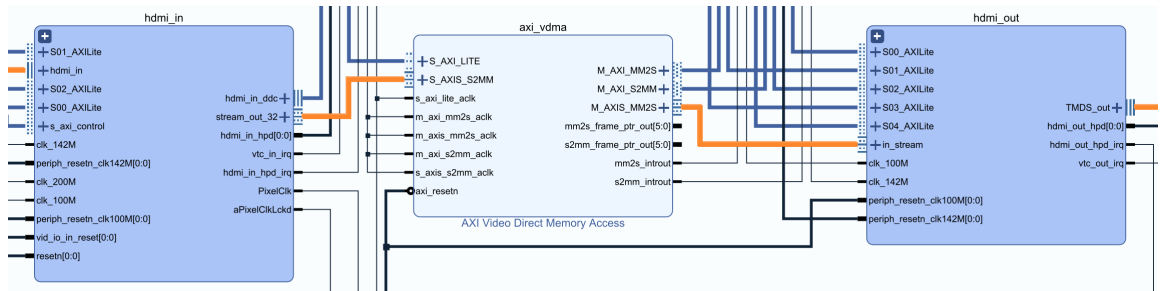 hdmi_in
S01_AXILite
hdmi_in
S02_AXILite
S00_AXILite
s_axi_control
clk_142M
periph_resetn_clk142M[0:0]
clk_200M
clk_100M
periph_resetn_clk100M[0:0]
vid_io_in_reset[0:0]
resetn[0:0]
hdmi_in_ddc
stream_out_32
hdmi_in_hpd[0:0]
vtc_in_irq
hdmi_in_hpd_irq
PixelClk
aPixelClkLckd
axi_vdma
S_AXI_LITE
S_AXIS_S2MM
s_axi_lite_aclk
m_axi_mm2s_aclk
m_axis_mm2s_aclk
m_axi_s2mm_aclk
s_axis_s2mm_aclk
axi_resetn
M_AXI_MM2S
M_AXI_S2MM
M_AXIS_MM2S
mm2s_frame_ptr_out[5:0]
s2mm_frame_ptr_out[5:0]
mm2s_introut
s2mm_introut
AXI Video Direct Memory Access
hdmi_out
S00_AXILite
S01_AXILite
S02_AXILite
S03_AXILite
S04_AXILite
in_stream
clk_100M
clk_142M
periph_resetn_clk100M[0:0]
periph_resetn_clk142M[0:0]
TMDS_out
hdmi_out_hpd[0:0]
hdmi_out_hpd_irq
vtc_out_irq